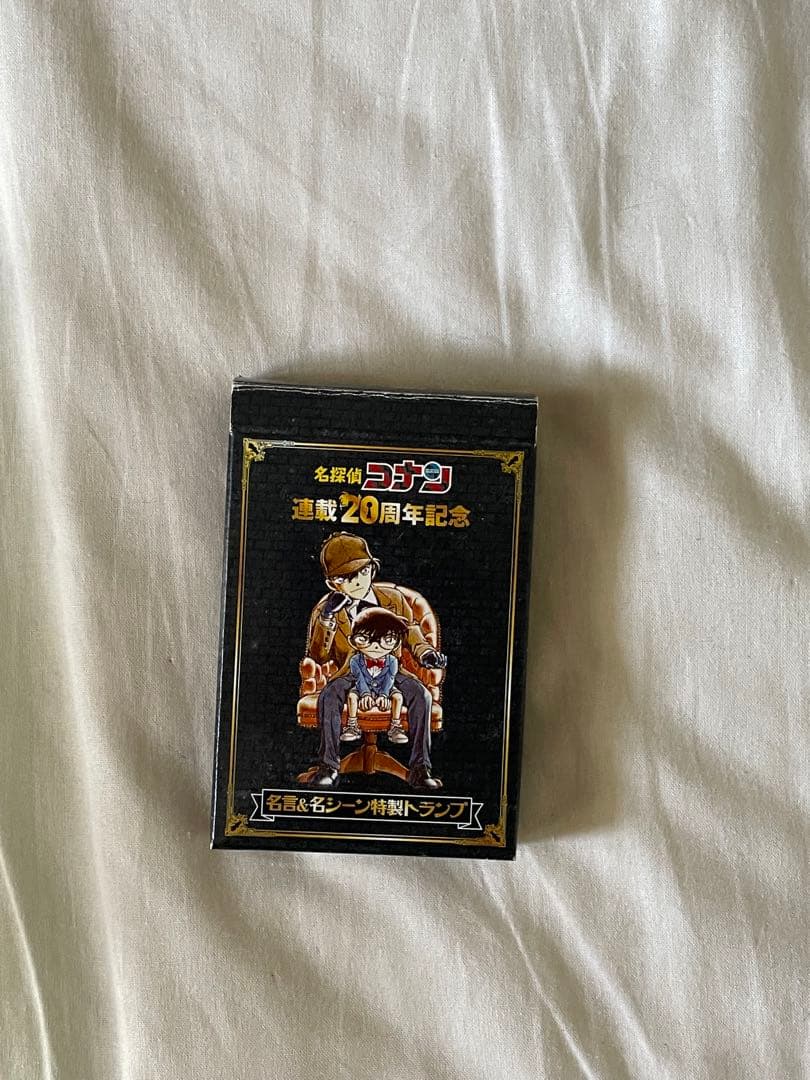 名探偵コナン
連載20周年記念
名言&名シーン特製トランプ